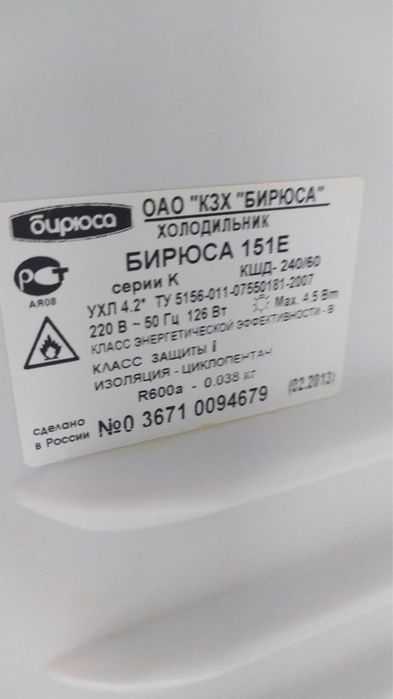 бирюса
ОАО "КЗХ "БИРЮСА"
ХОЛОДИЛЬНИК
БИРЮСА 151Е
серии К КШД- 240/60
УХЛ 4.2* ТУ 5156-011-07550181-2007
220 В ~ 50 Гц 126 Вт Max. 4.5 Вт
КЛАСС ЭНЕРГЕТИЧЕСКОЙ ЭФФЕКТИВНОСТИ - В
КЛАСС ЗАЩИТЫ I
ИЗОЛЯЦИЯ - ЦИКЛОПЕНТАН
R600a - 0.038 кг (02.2013)
РСТ
АЯ08
сделано
в России
№0 3671 0094679